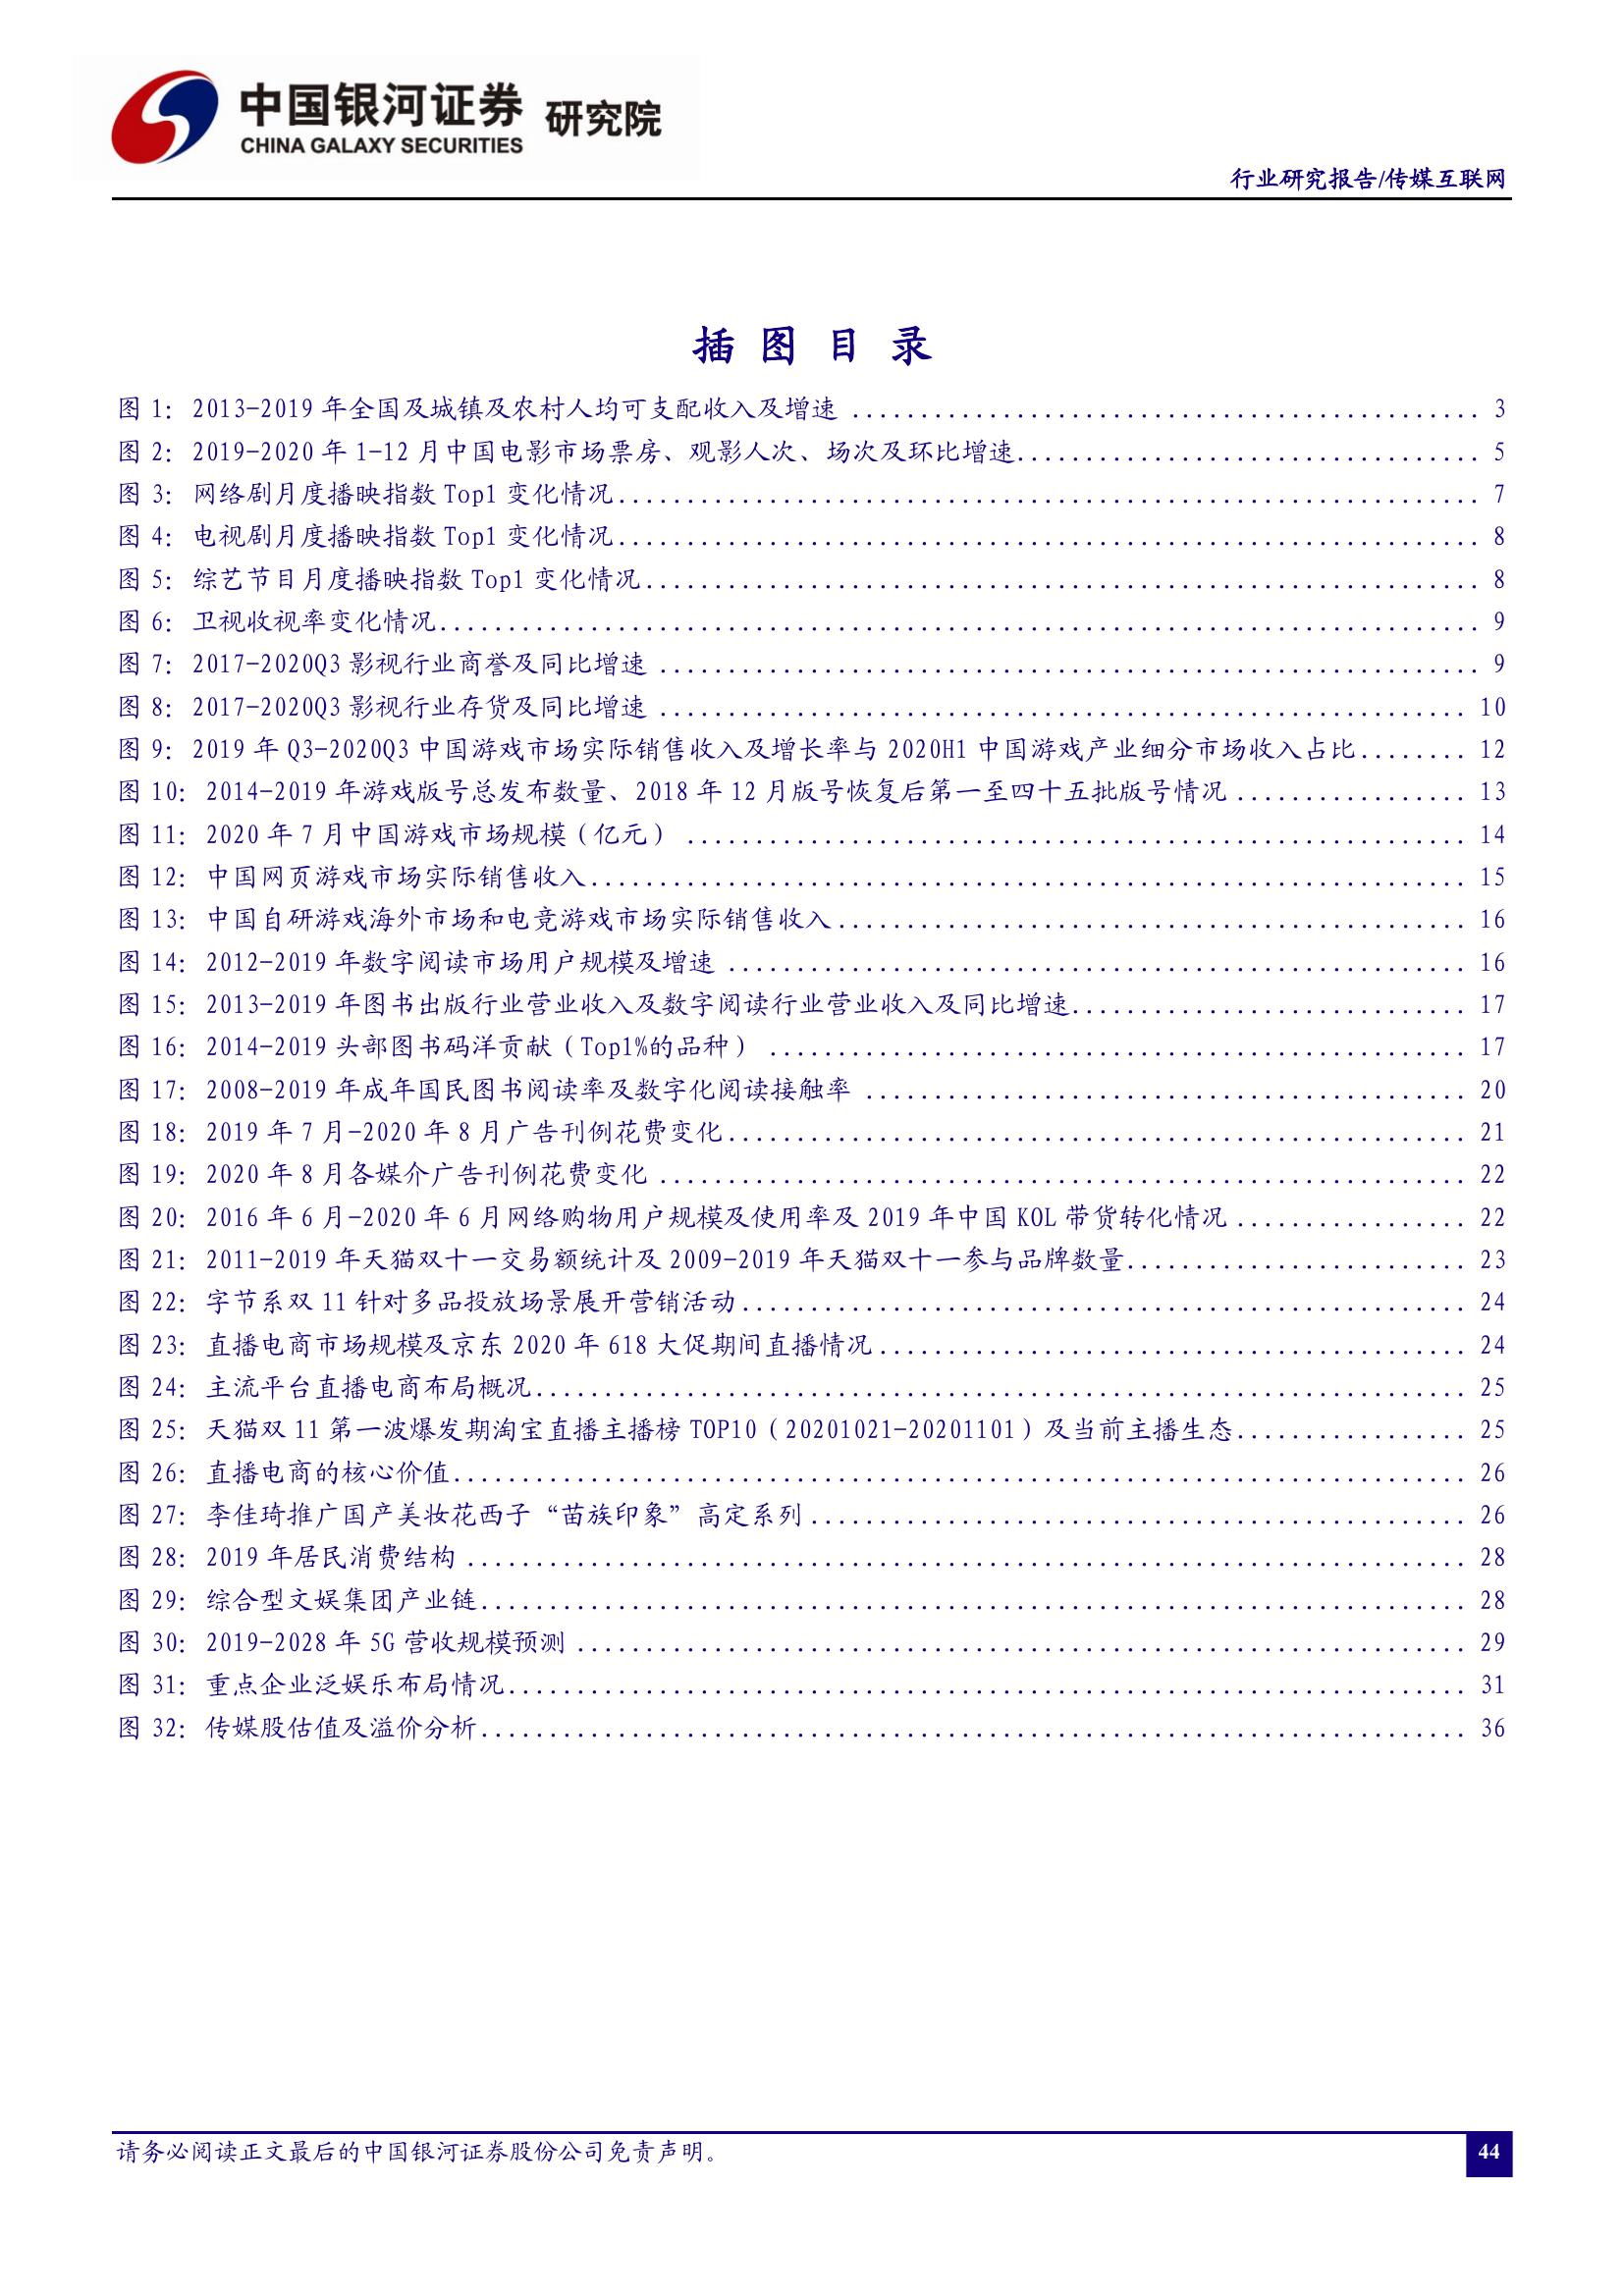 中国银河证券 研究院
CHINA GALAXY SECURITIES
行业研究报告/传媒互联网
插 图 目 录
图 1: 2013-2019 年全国及城镇及农村人均可支配收入及增速 ........ 3
图 2: 2019-2020 年 1-12 月中国电影市场票房、观影人次、场次及环比增速........ 5
图 3: 网络剧月度播映指数 Top1 变化情况........ 7
图 4: 电视剧月度播映指数 Top1 变化情况........ 8
图 5: 综艺节目月度播映指数 Top1 变化情况........ 8
图 6: 卫视收视率变化情况........ 9
图 7: 2017-2020Q3 影视行业商誉及同比增速 ........ 9
图 8: 2017-2020Q3 影视行业存货及同比增速 ........ 10
图 9: 2019 年 Q3-2020Q3 中国游戏市场实际销售收入及增长率与 2020H1 中国游戏产业细分市场收入占比........ 12
图 10: 2014-2019 年游戏版号总发布数量、2018 年 12 月版号恢复后第一至四十五批版号情况 ........ 13
图 11: 2020 年 7 月中国游戏市场规模（亿元） ........ 14
图 12: 中国网页游戏市场实际销售收入........ 15
图 13: 中国自研游戏海外市场和电竞游戏市场实际销售收入........ 16
图 14: 2012-2019 年数字阅读市场用户规模及增速 ........ 16
图 15: 2013-2019 年图书出版行业营业收入及数字阅读行业营业收入及同比增速........ 17
图 16: 2014-2019 头部图书码洋贡献（Top1%的品种） ........ 17
图 17: 2008-2019 年成年国民图书阅读率及数字化阅读接触率 ........ 20
图 18: 2019 年 7 月-2020 年 8 月广告刊例花费变化........ 21
图 19: 2020 年 8 月各媒介广告刊例花费变化 ........ 22
图 20: 2016 年 6 月-2020 年 6 月网络购物用户规模及使用率及 2019 年中国 KOL 带货转化情况 ........ 22
图 21: 2011-2019 年天猫双十一交易额统计及 2009-2019 年天猫双十一参与品牌数量........ 23
图 22: 字节系双 11 针对多品投放场景展开营销活动........ 24
图 23: 直播电商市场规模及京东 2020 年 618 大促期间直播情况........ 24
图 24: 主流平台直播电商布局概况........ 25
图 25: 天猫双 11 第一波爆发期淘宝直播主播榜 TOP10（20201021-20201101）及当前主播生态........ 25
图 26: 直播电商的核心价值........ 26
图 27: 李佳琦推广国产美妆花西子“苗族印象”高定系列........ 26
图 28: 2019 年居民消费结构 ........ 28
图 29: 综合型文娱集团产业链........ 28
图 30: 2019-2028 年 5G 营收规模预测 ........ 29
图 31: 重点企业泛娱乐布局情况........ 31
图 32: 传媒股估值及溢价分析........ 36
请务必阅读正文最后的中国银河证券股份公司免责声明。
44